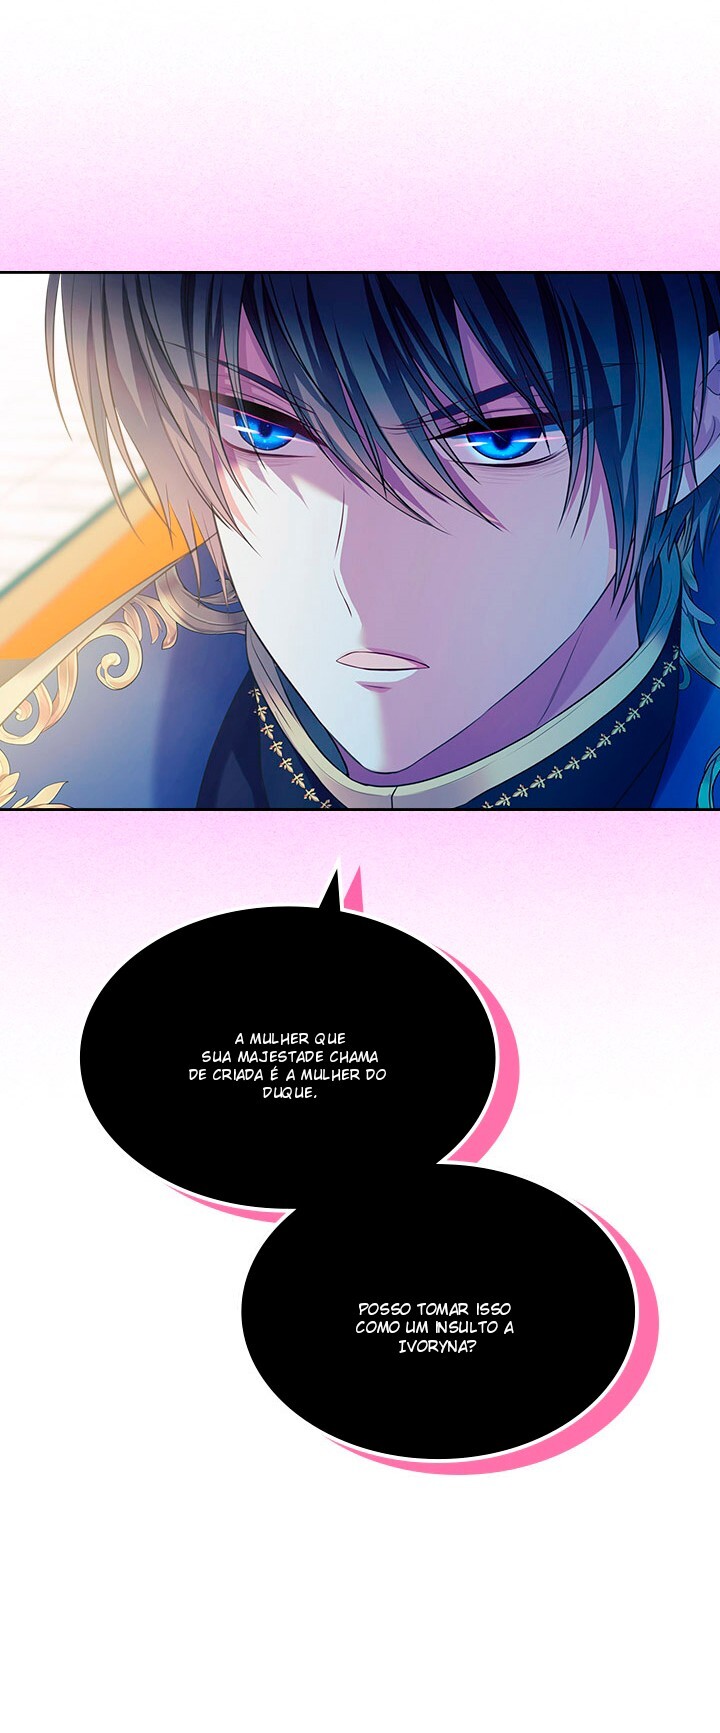 A MULHER QUE
SUA MAJESTADE CHAMA
DE CRIADA É A MULHER DO
DUQUE.
POSSO TOMAR ISSO
COMO UM INSULTO A
IVORYNA?